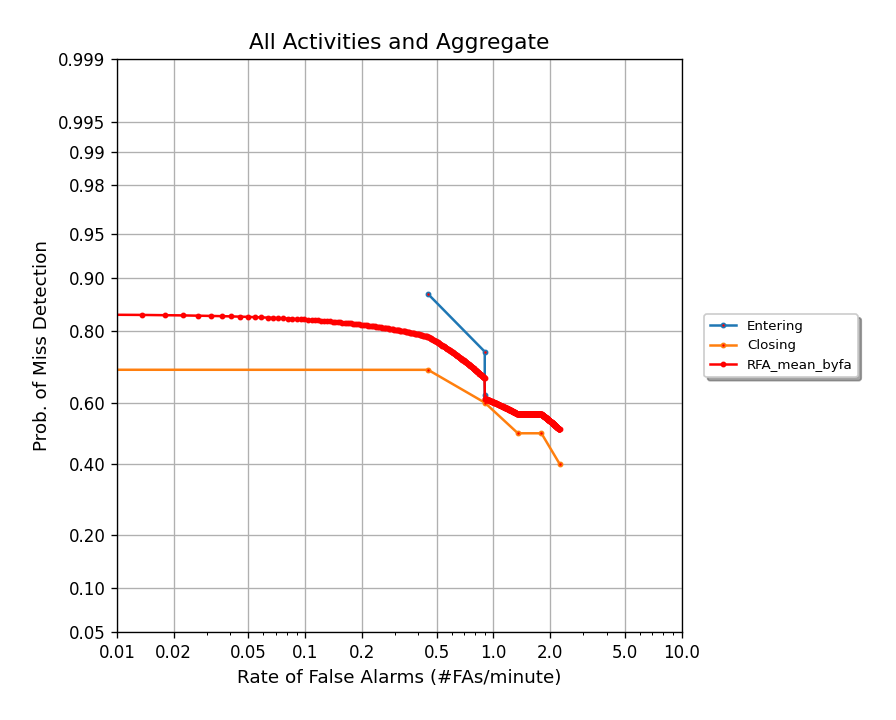 All Activities and Aggregate
0.999
0.995
0.99
0.98
0.95
0.90
0.80
0.60
0.40
0.20
0.10
0.05
Prob. of Miss Detection
0.01 0.02 0.05 0.1 0.2 0.5 1.0 2.0 5.0 10.0
Rate of False Alarms (#FAs/minute)
Entering
Closing
RFA_mean_byfa